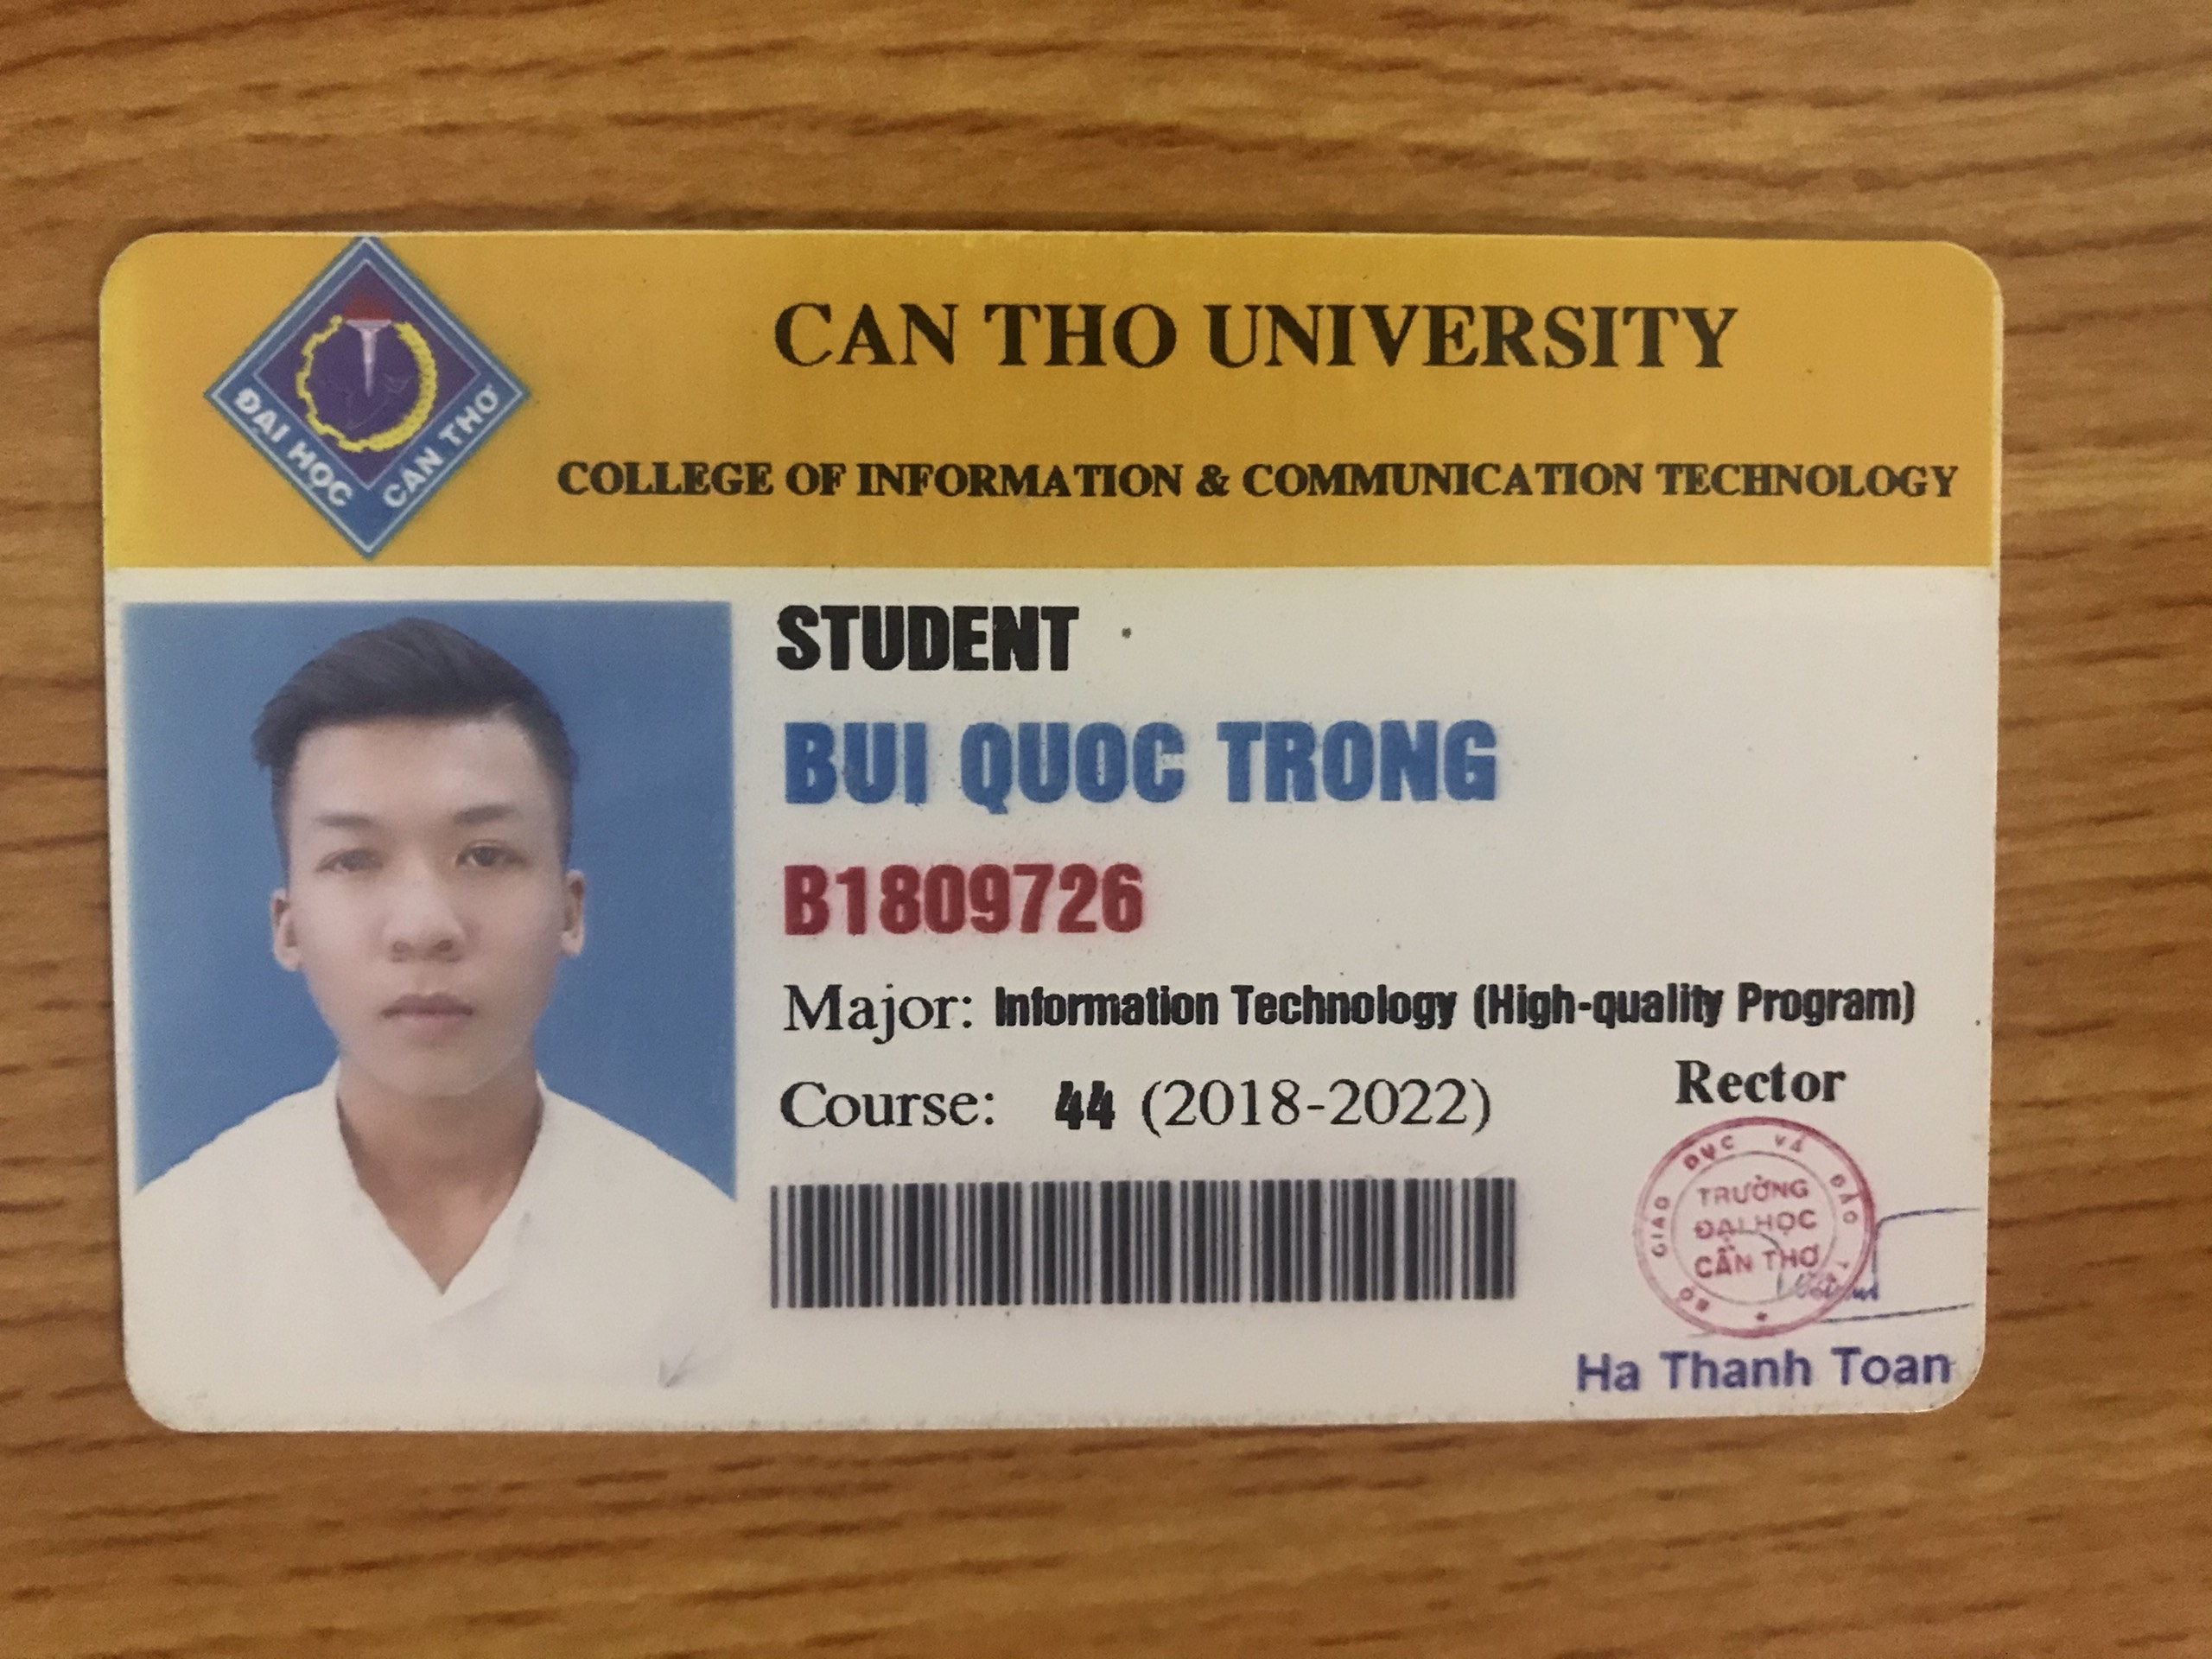 CAN THO UNIVERSITY
ĐẠI HỌC CẦN THƠ
COLLEGE OF INFORMATION & COMMUNICATION TECHNOLOGY
STUDENT
BUI QUOC TRONG
B1809726
Major: Information Technology (High-quality Program)
Course: 44 (2018-2022)
Rector
BỘ GIÁO DỤC VÀ ĐÀO
TRƯỜNG
ĐẠI HỌC
CẦN THƠ
Ha Thanh Toan